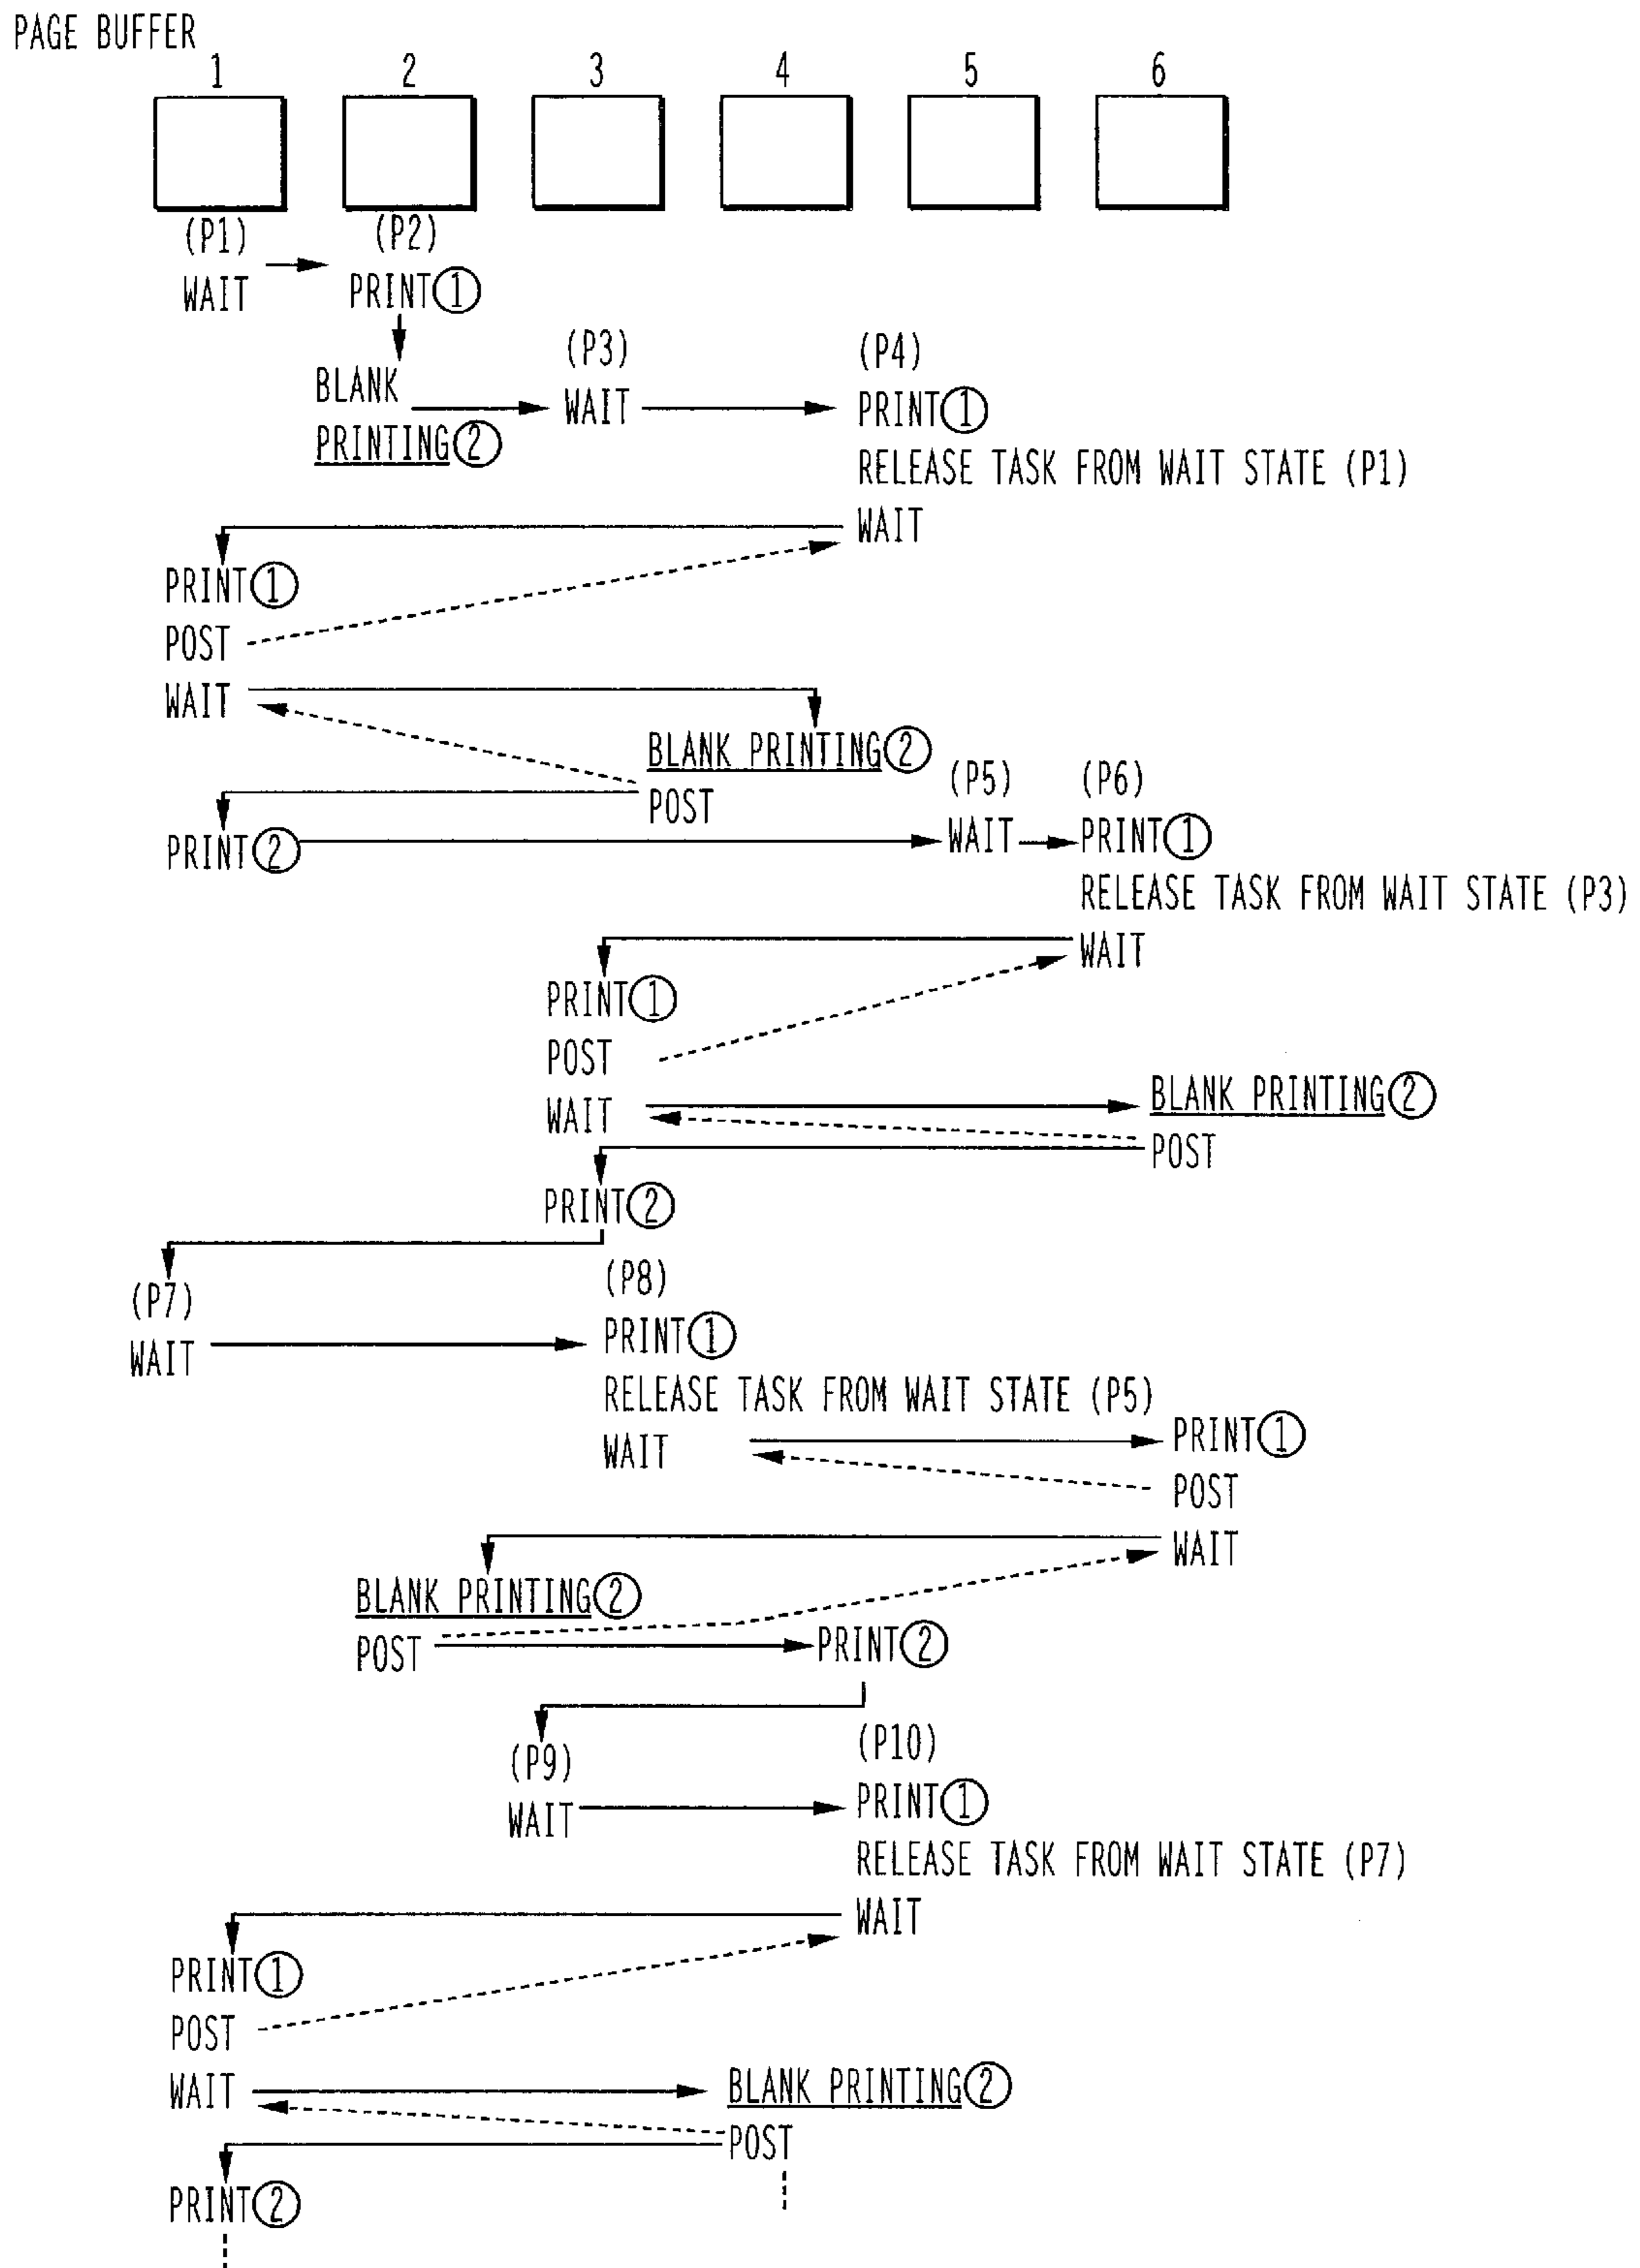 PAGE BUFFER
1 2 3 4 5 6
(P1) (P2)
WAIT PRINT①
(P3) (P4)
BLANK WAIT PRINT①
PRINTING②
RELEASE TASK FROM WAIT STATE (P1)
WAIT
PRINT①
POST
WAIT
BLANK PRINTING②
(P5) (P6)
POST
PRINT② WAIT PRINT①
RELEASE TASK FROM WAIT STATE (P3)
WAIT
PRINT①
POST
BLANK PRINTING②
WAIT
POST
PRINT②
(P8)
(P7)
PRINT①
WAIT
RELEASE TASK FROM WAIT STATE (P5)
PRINT①
WAIT
POST
WAIT
BLANK PRINTING②
POST PRINT②
(P10)
(P9)
PRINT①
WAIT
RELEASE TASK FROM WAIT STATE (P7)
WAIT
PRINT①
POST
WAIT BLANK PRINTING②
POST
PRINT②